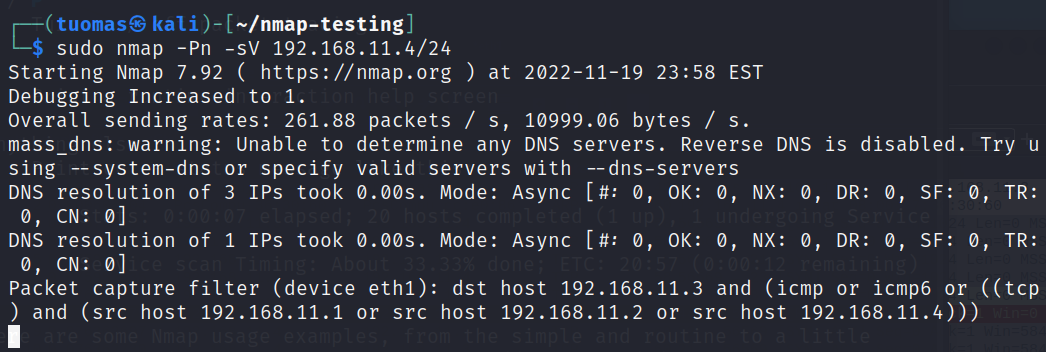 (tuomas㉿kali)-[~/nmap-testing]
$ sudo nmap -Pn -sV 192.168.11.4/24
Starting Nmap 7.92 ( https://nmap.org ) at 2022-11-19 23:58 EST
Debugging Increased to 1.
Overall sending rates: 261.88 packets / s, 10999.06 bytes / s.
mass_dns: warning: Unable to determine any DNS servers. Reverse DNS is disabled. Try u
sing --system-dns or specify valid servers with --dns-servers
DNS resolution of 3 IPs took 0.00s. Mode: Async [#: 0, OK: 0, NX: 0, DR: 0, SF: 0, TR:
0, CN: 0]
DNS resolution of 1 IPs took 0.00s. Mode: Async [#: 0, OK: 0, NX: 0, DR: 0, SF: 0, TR:
0, CN: 0]
Packet capture filter (device eth1): dst host 192.168.11.3 and (icmp or icmp6 or ((tcp
) and (src host 192.168.11.1 or src host 192.168.11.2 or src host 192.168.11.4)))